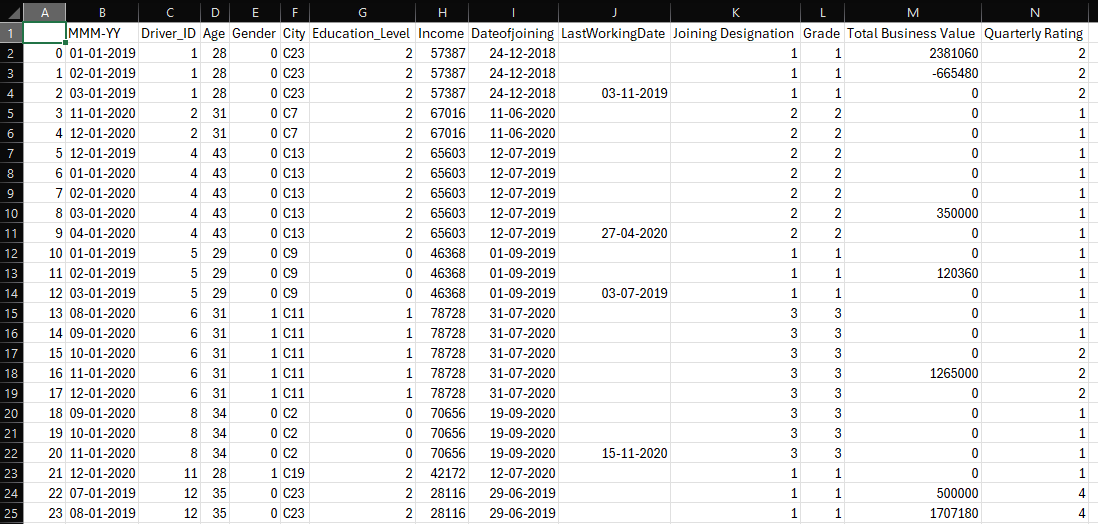 A B C D E F G H I J K L M N
1 MMM-YY Driver_ID Age Gender City Education_Level Income Dateofjoining LastWorkingDate Joining Designation Grade Total Business Value Quarterly Rating
2 0 01-01-2019 1 28 0 C23 2 57387 24-12-2018 1 1 2381060 2
3 1 02-01-2019 1 28 0 C23 2 57387 24-12-2018 1 1 -665480 2
4 2 03-01-2019 1 28 0 C23 2 57387 24-12-2018 03-11-2019 1 1 0 2
5 3 11-01-2020 2 31 0 C7 2 67016 11-06-2020 2 2 0 1
6 4 12-01-2020 2 31 0 C7 2 67016 11-06-2020 2 2 0 1
7 5 12-01-2019 4 43 0 C13 2 65603 12-07-2019 2 2 0 1
8 6 01-01-2020 4 43 0 C13 2 65603 12-07-2019 2 2 0 1
9 7 02-01-2020 4 43 0 C13 2 65603 12-07-2019 2 2 0 1
10 8 03-01-2020 4 43 0 C13 2 65603 12-07-2019 2 2 350000 1
11 9 04-01-2020 4 43 0 C13 2 65603 12-07-2019 27-04-2020 2 2 0 1
12 10 01-01-2019 5 29 0 C9 0 46368 01-09-2019 1 1 0 1
13 11 02-01-2019 5 29 0 C9 0 46368 01-09-2019 1 1 120360 1
14 12 03-01-2019 5 29 0 C9 0 46368 01-09-2019 03-07-2019 1 1 0 1
15 13 08-01-2020 6 31 1 C11 1 78728 31-07-2020 3 3 0 1
16 14 09-01-2020 6 31 1 C11 1 78728 31-07-2020 3 3 0 1
17 15 10-01-2020 6 31 1 C11 1 78728 31-07-2020 3 3 0 2
18 16 11-01-2020 6 31 1 C11 1 78728 31-07-2020 3 3 1265000 2
19 17 12-01-2020 6 31 1 C11 1 78728 31-07-2020 3 3 0 2
20 18 09-01-2020 8 34 0 C2 0 70656 19-09-2020 3 3 0 1
21 19 10-01-2020 8 34 0 C2 0 70656 19-09-2020 3 3 0 1
22 20 11-01-2020 8 34 0 C2 0 70656 19-09-2020 15-11-2020 3 3 0 1
23 21 12-01-2020 11 28 1 C19 2 42172 12-07-2020 1 1 0 1
24 22 07-01-2019 12 35 0 C23 2 28116 29-06-2019 1 1 500000 4
25 23 08-01-2019 12 35 0 C23 2 28116 29-06-2019 1 1 1707180 4